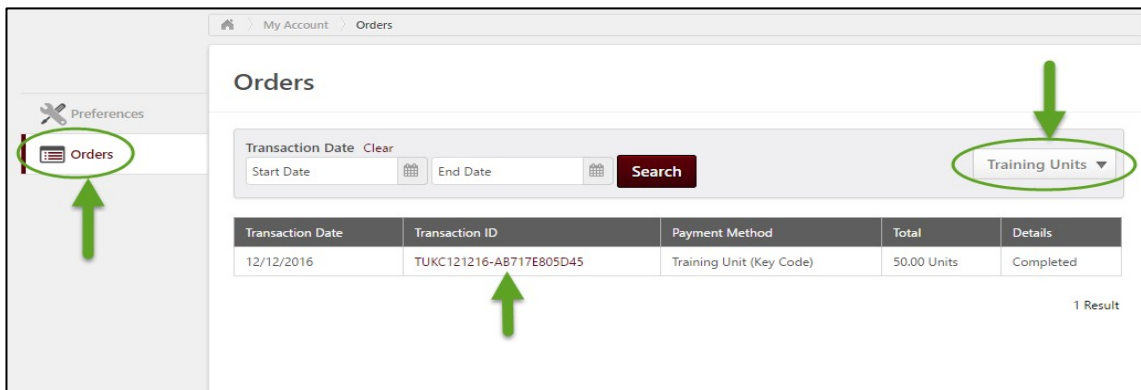 My Account Orders
Orders
Preferences
Orders
Transaction Date Clear
Start Date End Date Search Training Units
Transaction Date Transaction ID Payment Method Total Details
12/12/2016 TUKC121216-AB717E805D45 Training Unit (Key Code) 50.00 Units Completed
1 Result